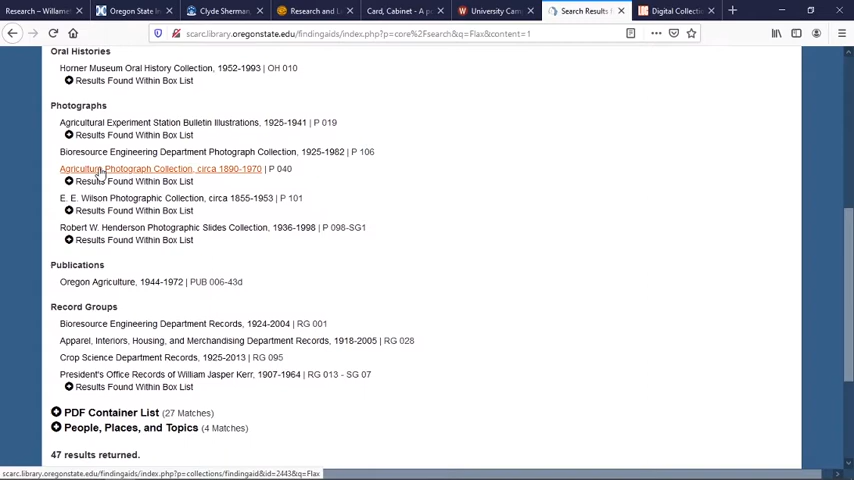 Research – Willame
Oregon State In
Clyde Sherman
Research and L
Card, Cabinet - A po
University Cam
Search Results f
Digital Collectio
scarc.library.oregonstate.edu/findingaids/index.php?p=core%2Fsearch&q=Flax&content=1
Oral Histories
Horner Museum Oral History Collection, 1952-1993 | OH 010
Results Found Within Box List
Photographs
Agricultural Experiment Station Bulletin Illustrations, 1925-1941 | P 019
Results Found Within Box List
Bioresource Engineering Department Photograph Collection, 1925-1982 | P 106
Agriculture Photograph Collection, circa 1890-1970 | P 040
Results Found Within Box List
E. E. Wilson Photographic Collection, circa 1855-1953 | P 101
Results Found Within Box List
Robert W. Henderson Photographic Slides Collection, 1936-1998 | P 098-SG1
Results Found Within Box List
Publications
Oregon Agriculture, 1944-1972 | PUB 006-43d
Record Groups
Bioresource Engineering Department Records, 1924-2004 | RG 001
Apparel, Interiors, Housing, and Merchandising Department Records, 1918-2005 | RG 028
Crop Science Department Records, 1925-2013 | RG 095
President's Office Records of William Jasper Kerr, 1907-1964 | RG 013 - SG 07
Results Found Within Box List
PDF Container List (27 Matches)
People, Places, and Topics (4 Matches)
47 results returned.
scarc.library.oregonstate.edu/findingaids/index.php?p=collections/findingaid&id=2443&q=Flax